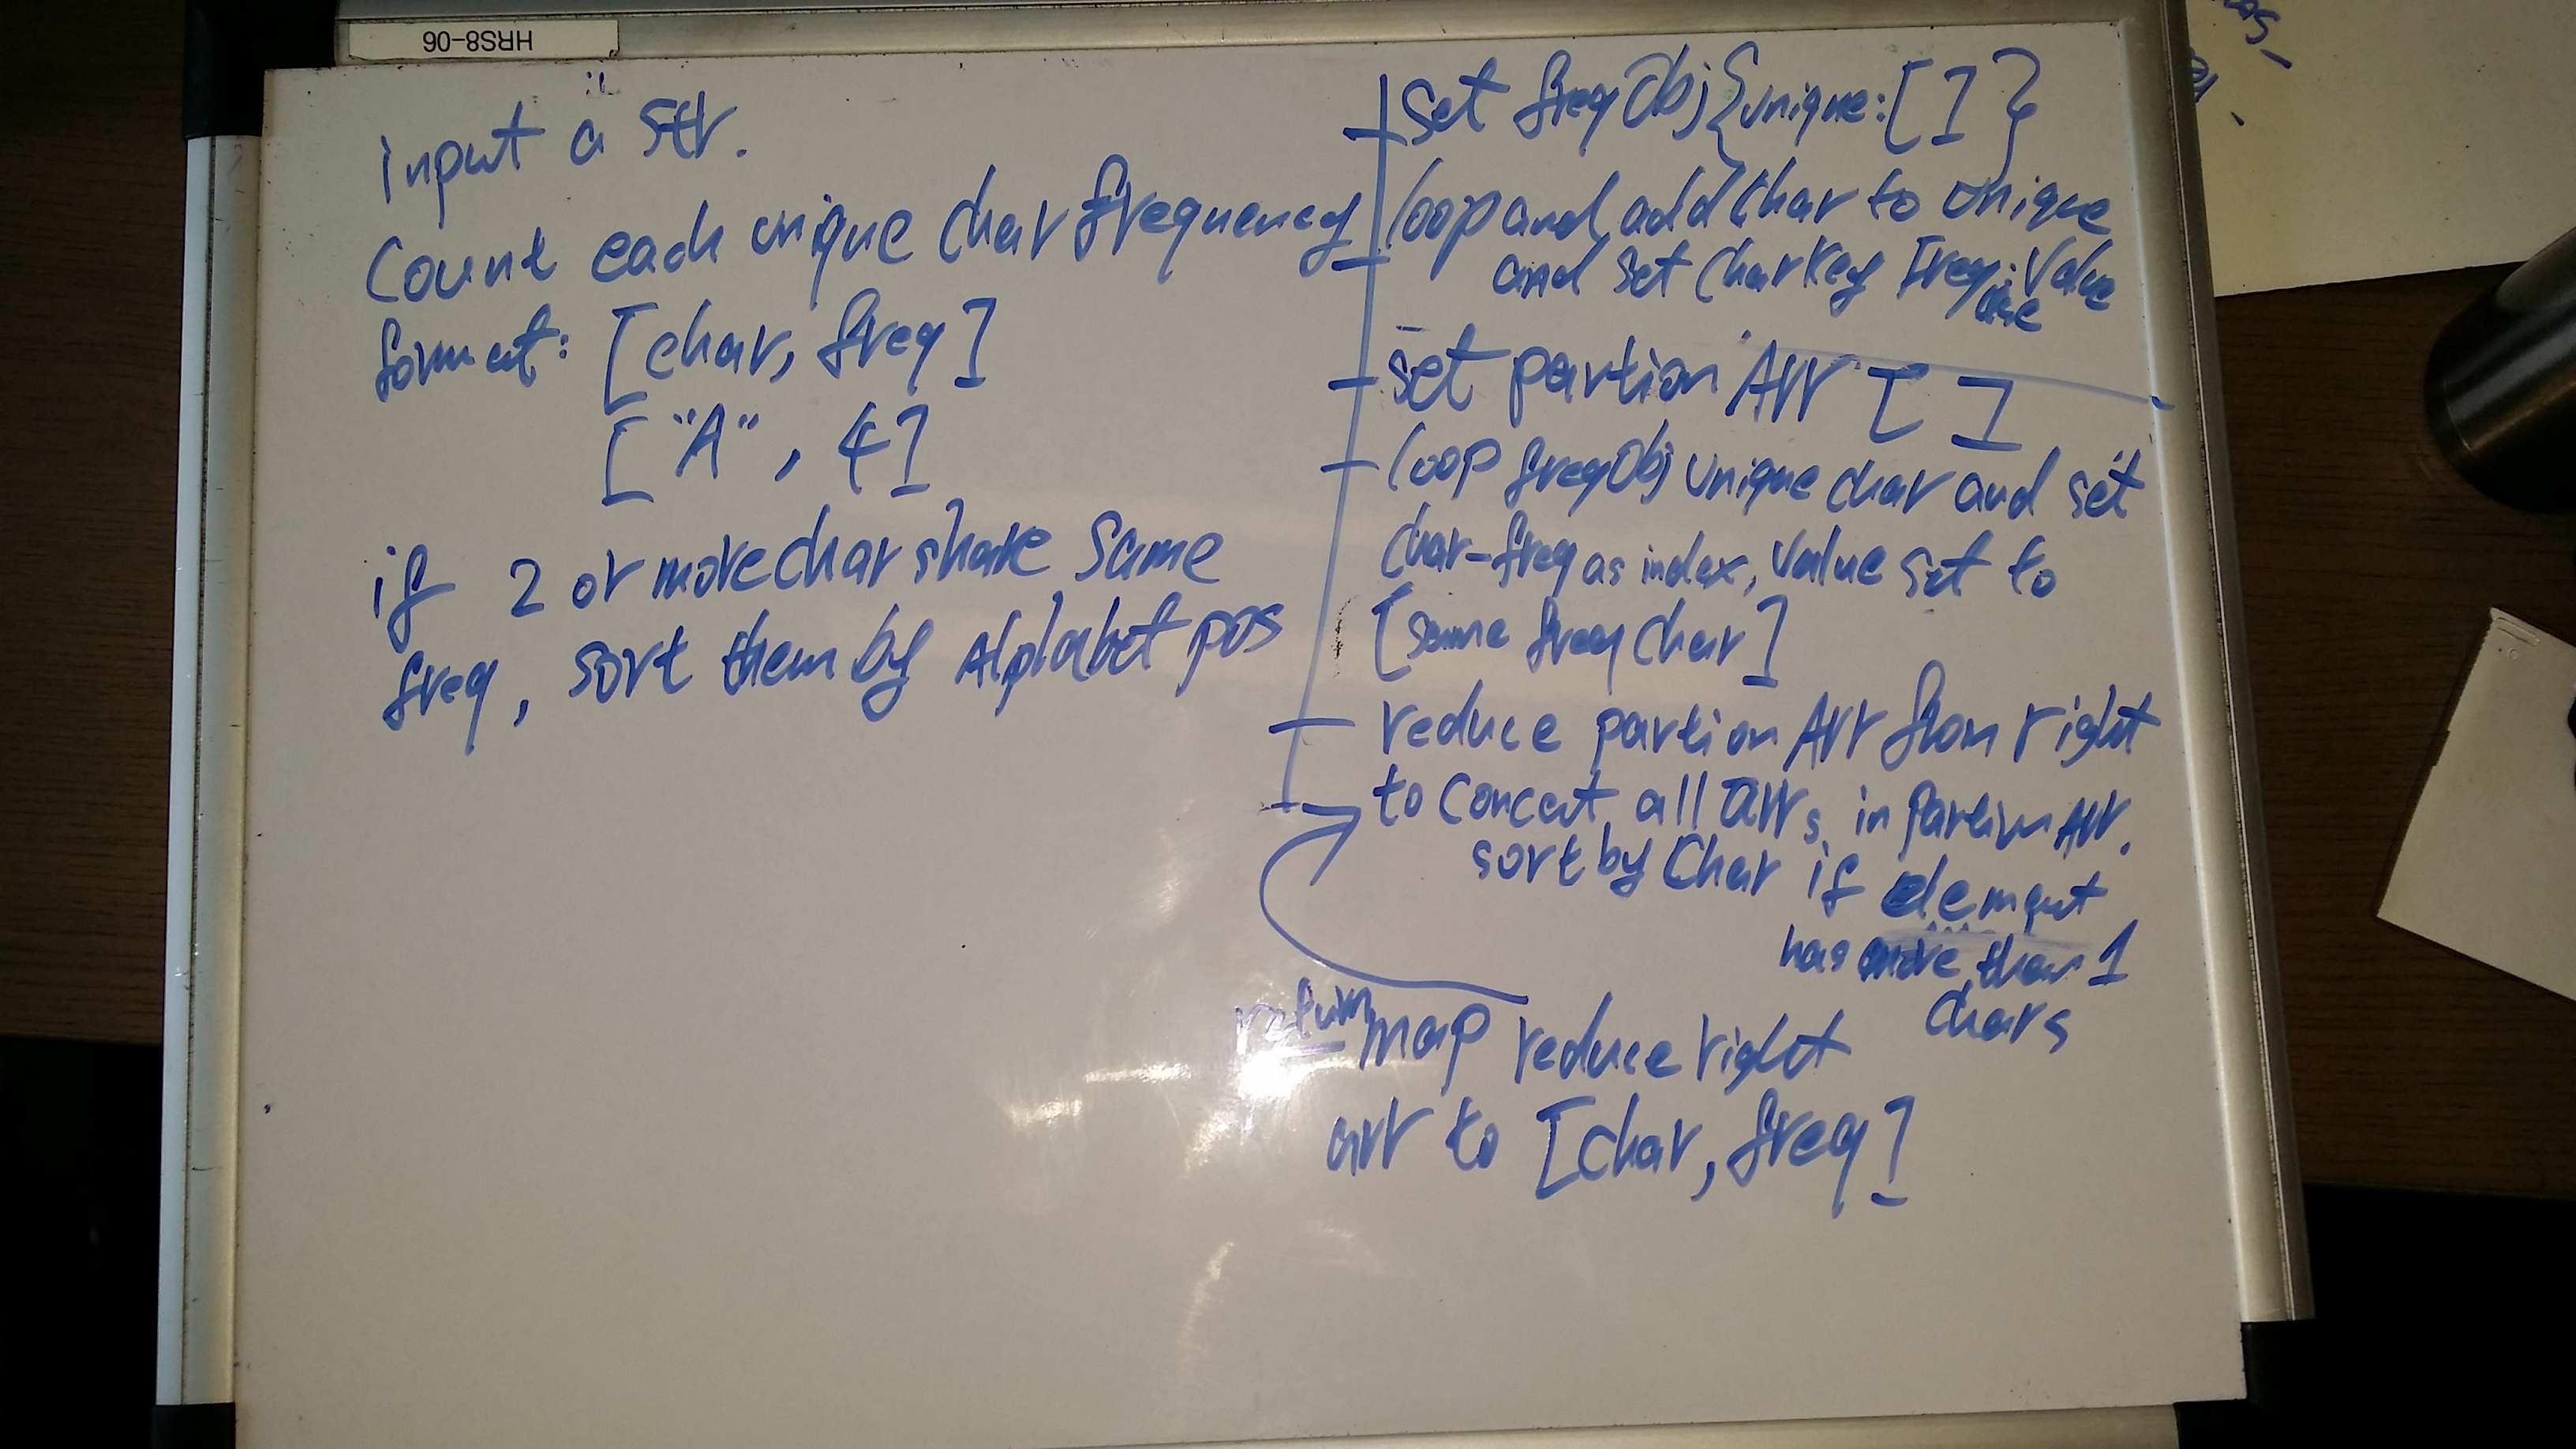 HRS8-06
Input a str.
Count each unique char frequency
format: [char, freq]
["A", 4]
if 2 or more char share same
freq, sort them by Alphabet pos
set freqObj {unique: [ ] }
loop and add char to unique
and set charkey Freq: Value
set partion Arr [ ]
loop freqObj unique char and set
char-freq as index, value set to
[same freq char]
reduce partion Arr from right
to concat all arrs in partion Arr.
sort by char if element
has more than 1
chars
return map reduce right
arr to [char, freq]